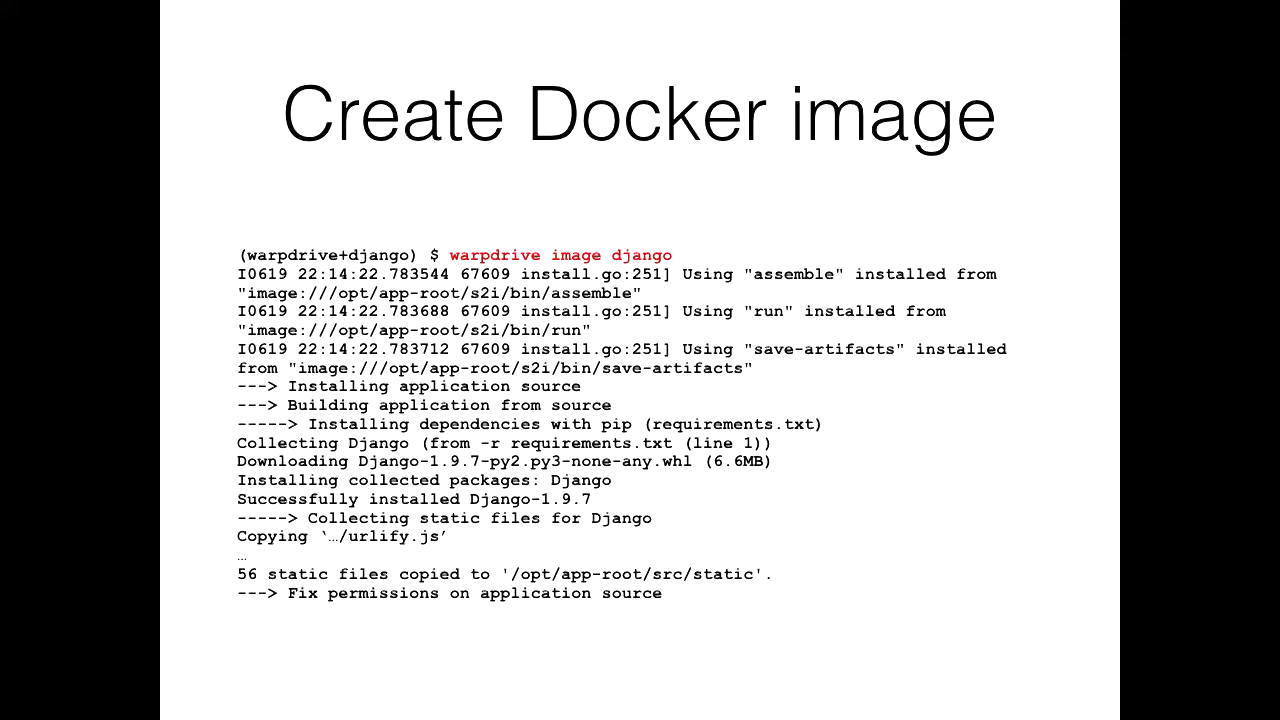 Create Docker image
(warpdrive+django) $ warpdrive image django
I0619 22:14:22.783544 67609 install.go:251] Using "assemble" installed from
"image:///opt/app-root/s2i/bin/assemble"
I0619 22:14:22.783688 67609 install.go:251] Using "run" installed from
"image:///opt/app-root/s2i/bin/run"
I0619 22:14:22.783712 67609 install.go:251] Using "save-artifacts" installed
from "image:///opt/app-root/s2i/bin/save-artifacts"
---> Installing application source
---> Building application from source
-----> Installing dependencies with pip (requirements.txt)
Collecting Django (from -r requirements.txt (line 1))
Downloading Django-1.9.7-py2.py3-none-any.whl (6.6MB)
Installing collected packages: Django
Successfully installed Django-1.9.7
-----> Collecting static files for Django
Copying ‘…/urlify.js’
…
56 static files copied to '/opt/app-root/src/static'.
---> Fix permissions on application source